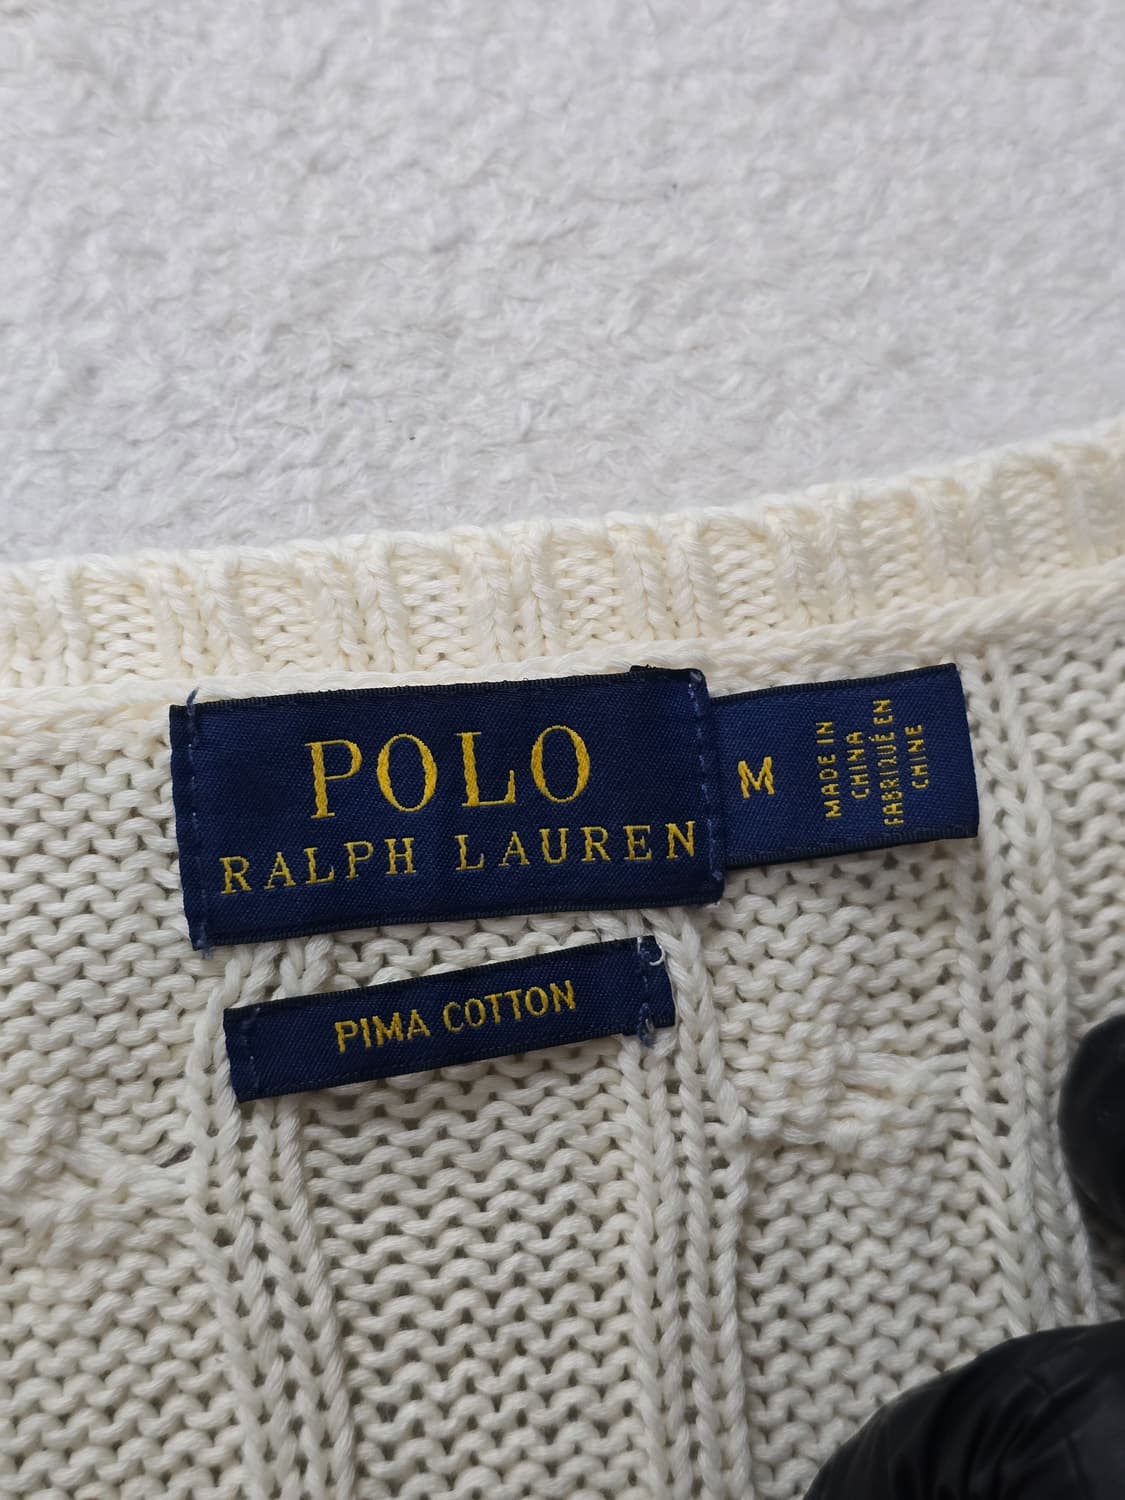 POLO
RALPH LAUREN
M
MADE IN
CHINA
FABRIQUÉ EN
CHINE
PIMA COTTON